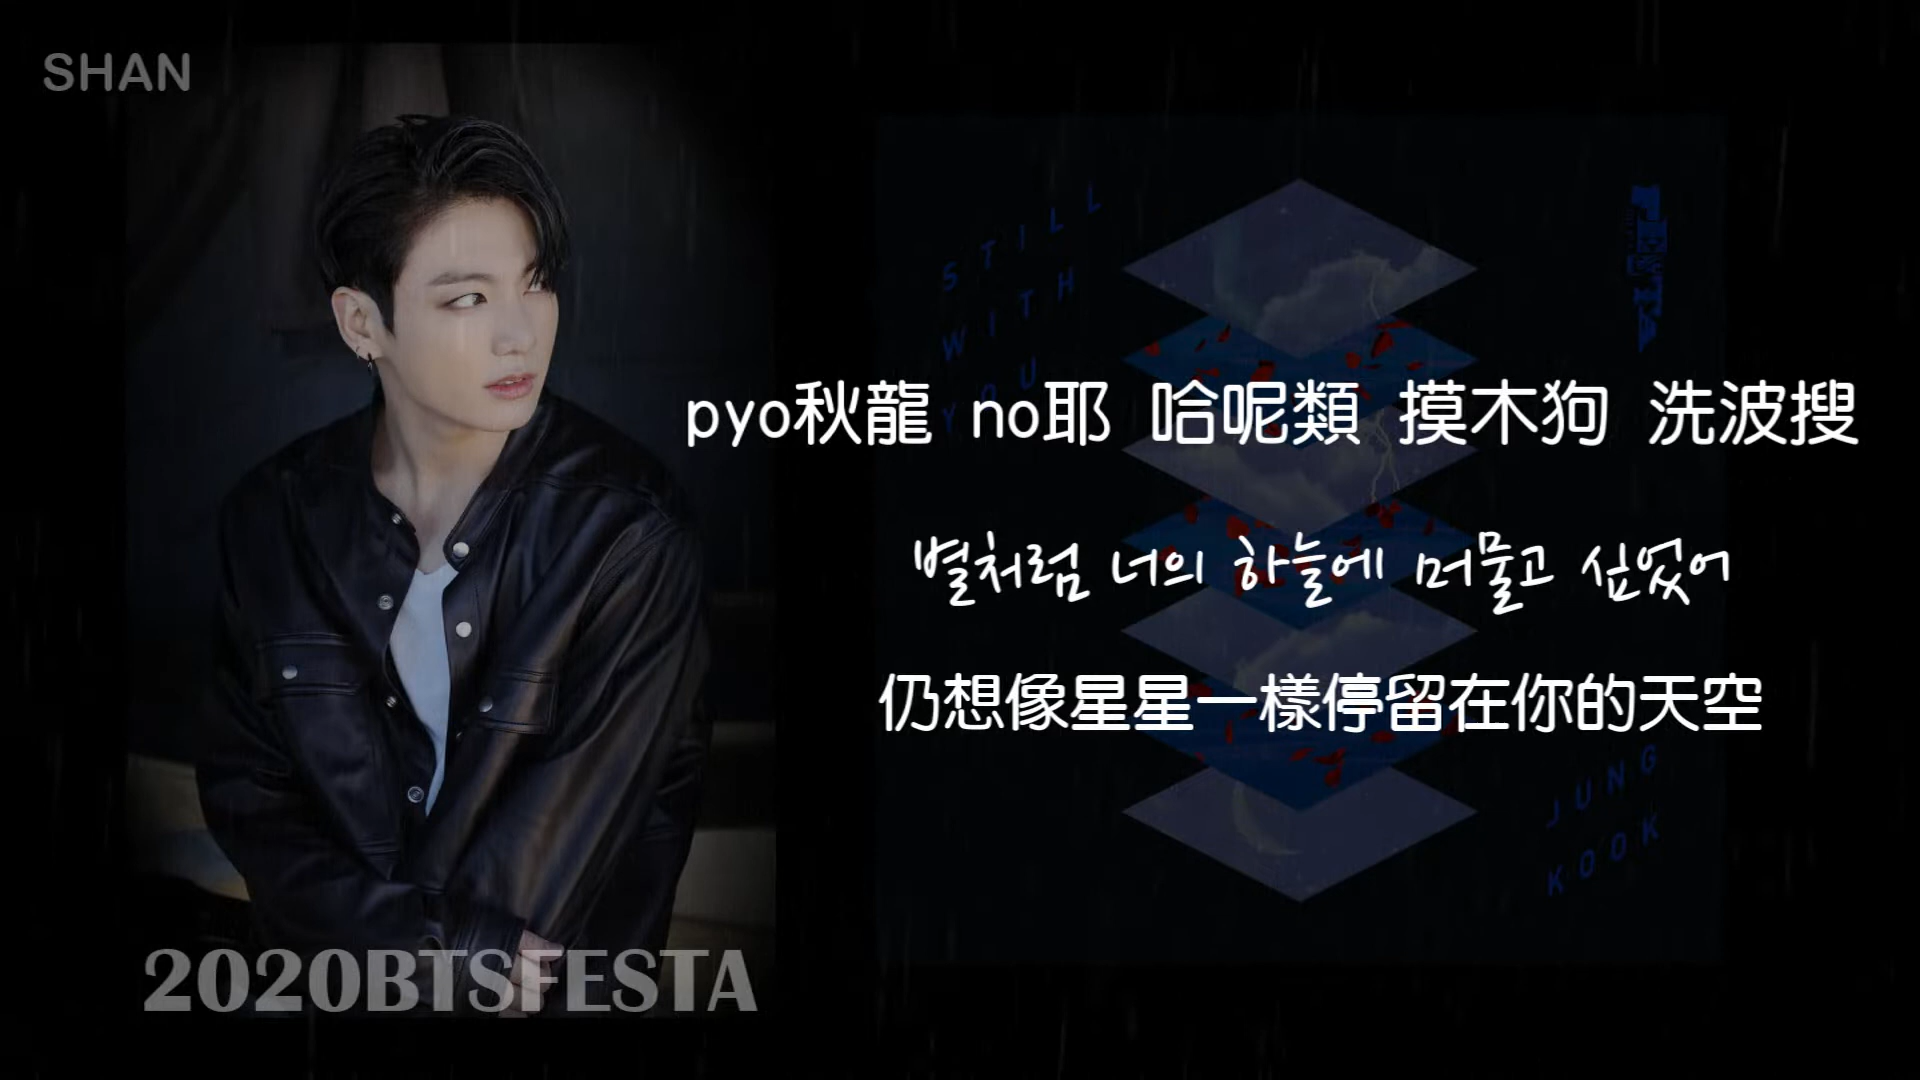 SHAN
STILL
WITH
YOU
pyo秋龍 no耶 哈呢類 摸木狗 洗波搜
별처럼 너의 하늘에 머물고 싶었어
仍想像星星一樣停留在你的天空
JUNG
KOOK
2020BTSFESTA